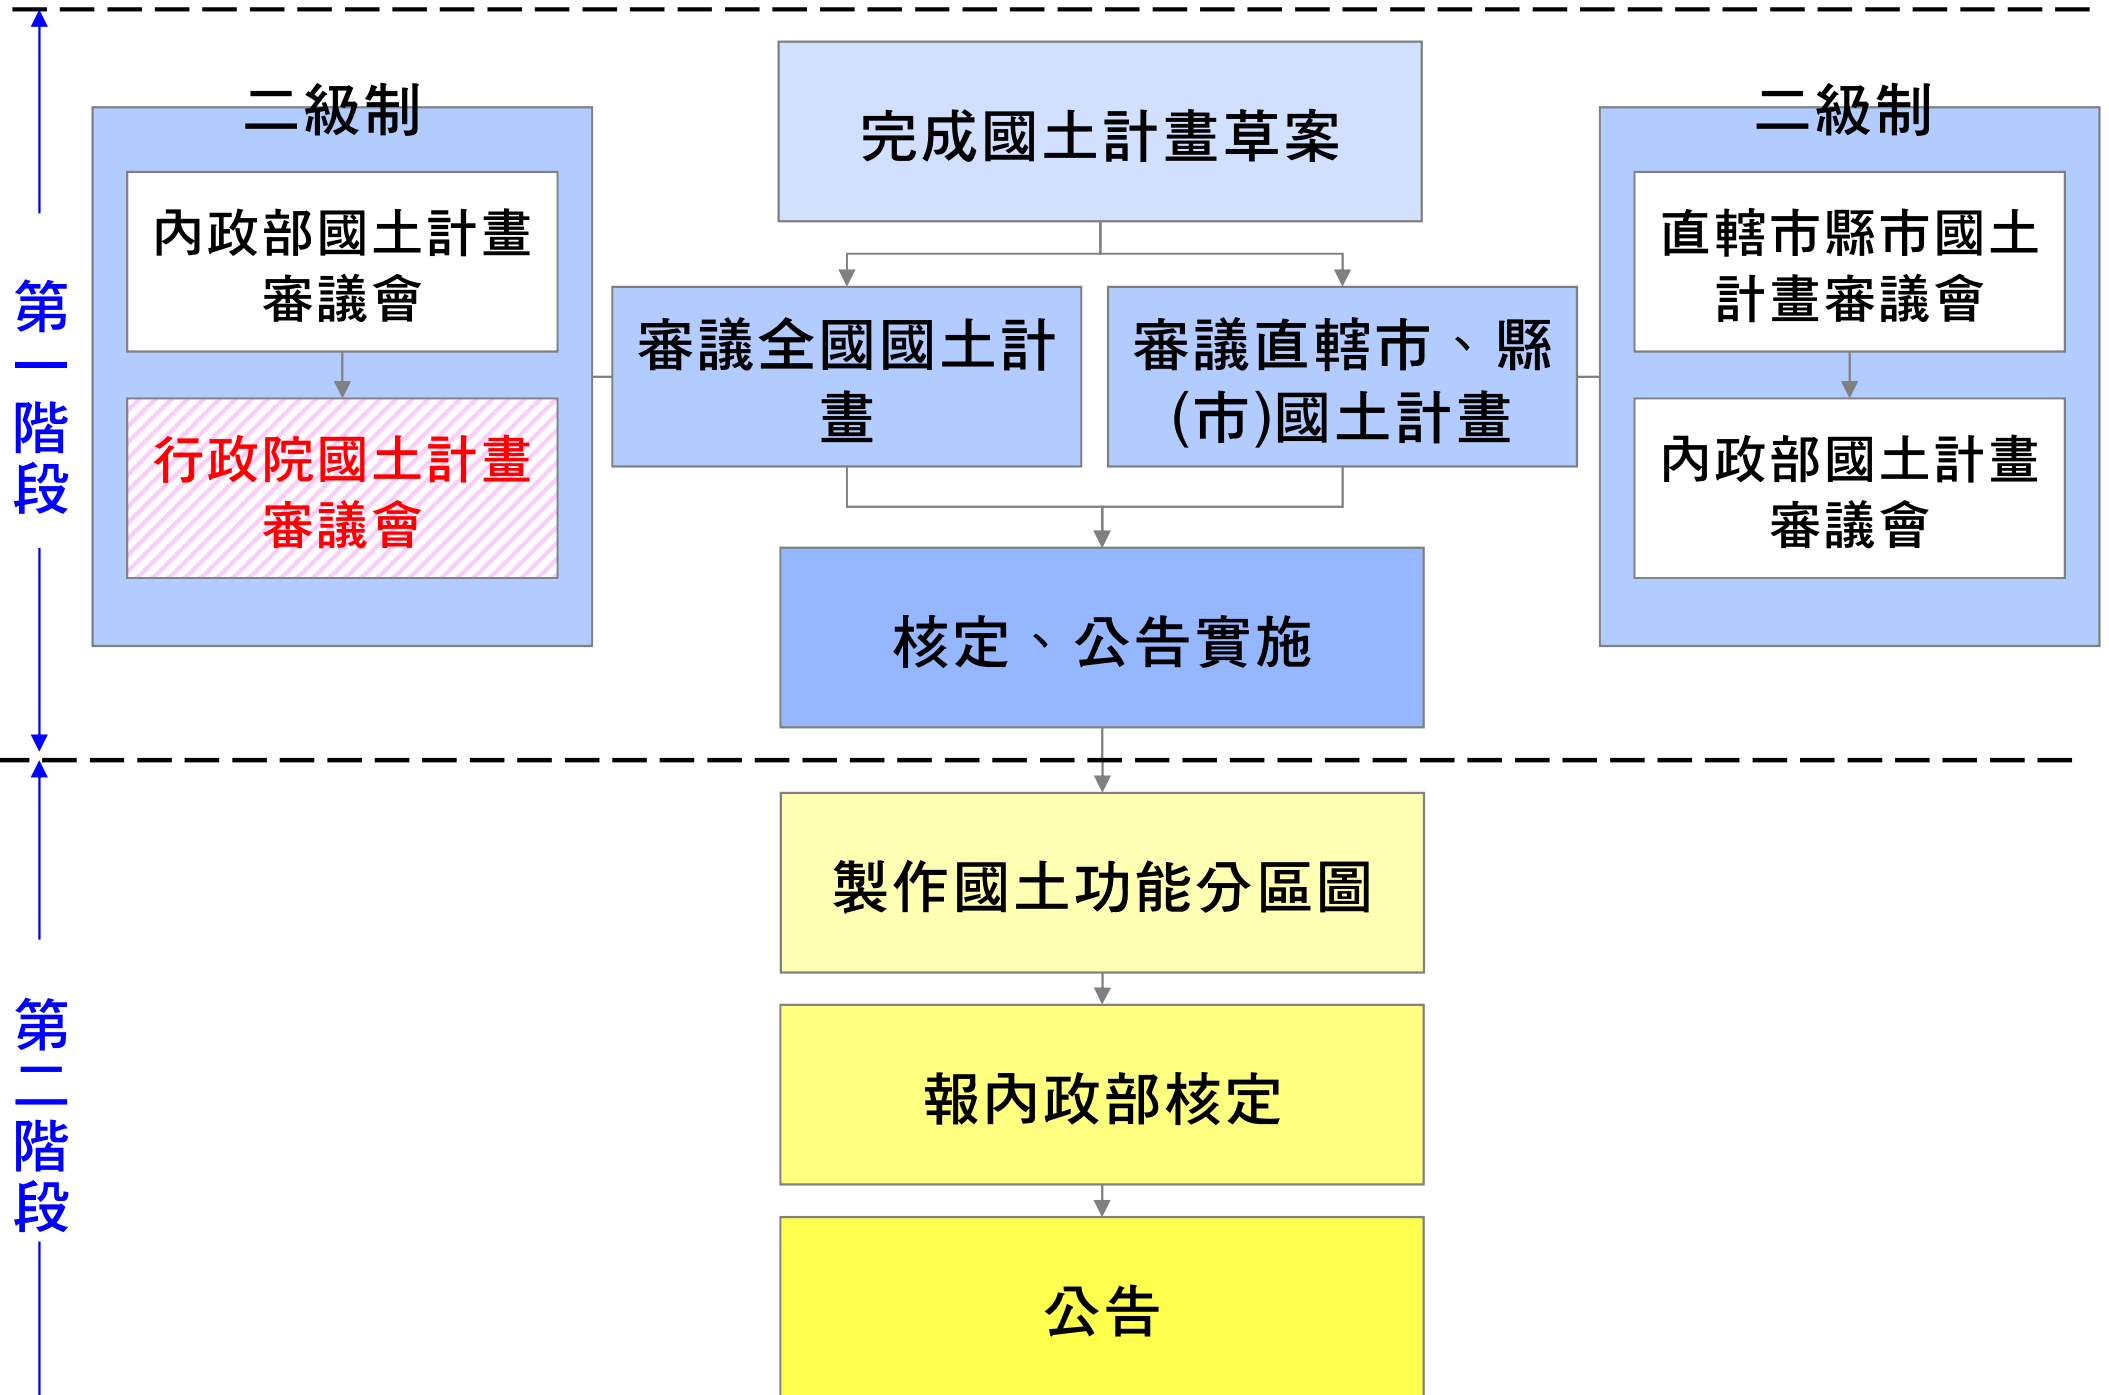 完成國土計畫草案
二級制
內政部國土計畫
審議會
行政院國土計畫
審議會
審議全國國土計
畫
審議直轄市、縣
(市)國土計畫
二級制
直轄市縣市國土
計畫審議會
內政部國土計畫
審議會
第一階段
核定、公告實施
製作國土功能分區圖
第二階段
報內政部核定
公告